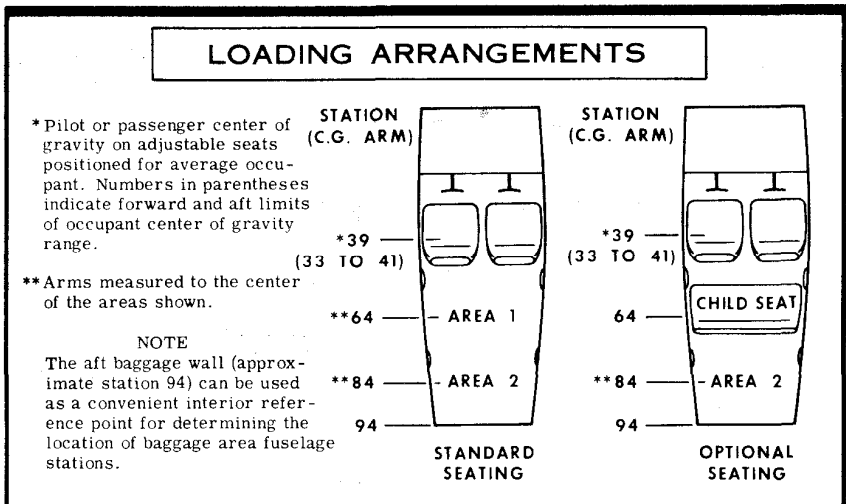 LOADING ARRANGEMENTS
* Pilot or passenger center of
gravity on adjustable seats
positioned for average occu-
pant. Numbers in parentheses
indicate forward and aft limits
of occupant center of gravity
range.
** Arms measured to the center
of the areas shown.
NOTE
The aft baggage wall (approx-
imate station 94) can be used
as a convenient interior refer-
ence point for determining the
location of baggage area fuselage
stations.
STATION
(C.G. ARM)
*39
(33 TO 41)
**64
AREA 1
**84
AREA 2
94
STANDARD
SEATING
STATION
(C.G. ARM)
*39
(33 TO 41)
64
CHILD SEAT
**84
AREA 2
94
OPTIONAL
SEATING